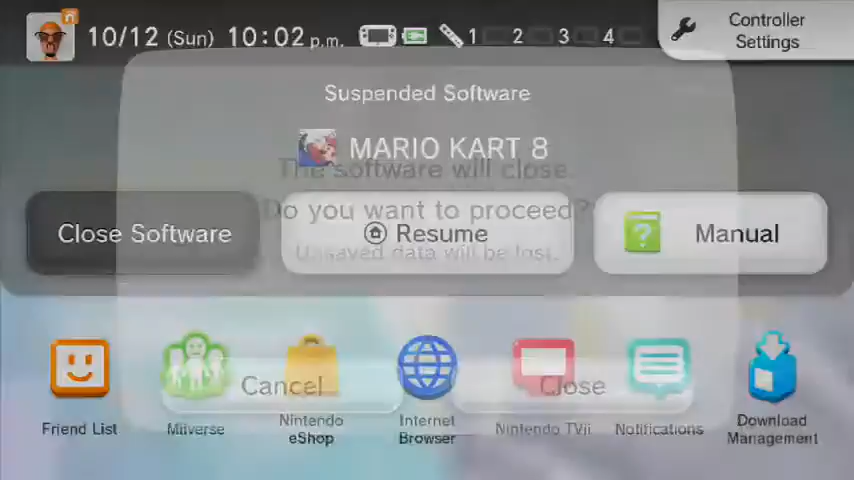 10/12 (Sun) 10:02 p.m. 1 2 3 4
Controller
Settings
Suspended Software
MARIO KART 8
The software will close.
Do you want to proceed?
Unsaved data will be lost.
Close Software
Resume
? Manual
Cancel
Close
Friend List
Miiverse
Nintendo
eShop
Internet
Browser
Nintendo TVii
Notifications
Download
Management